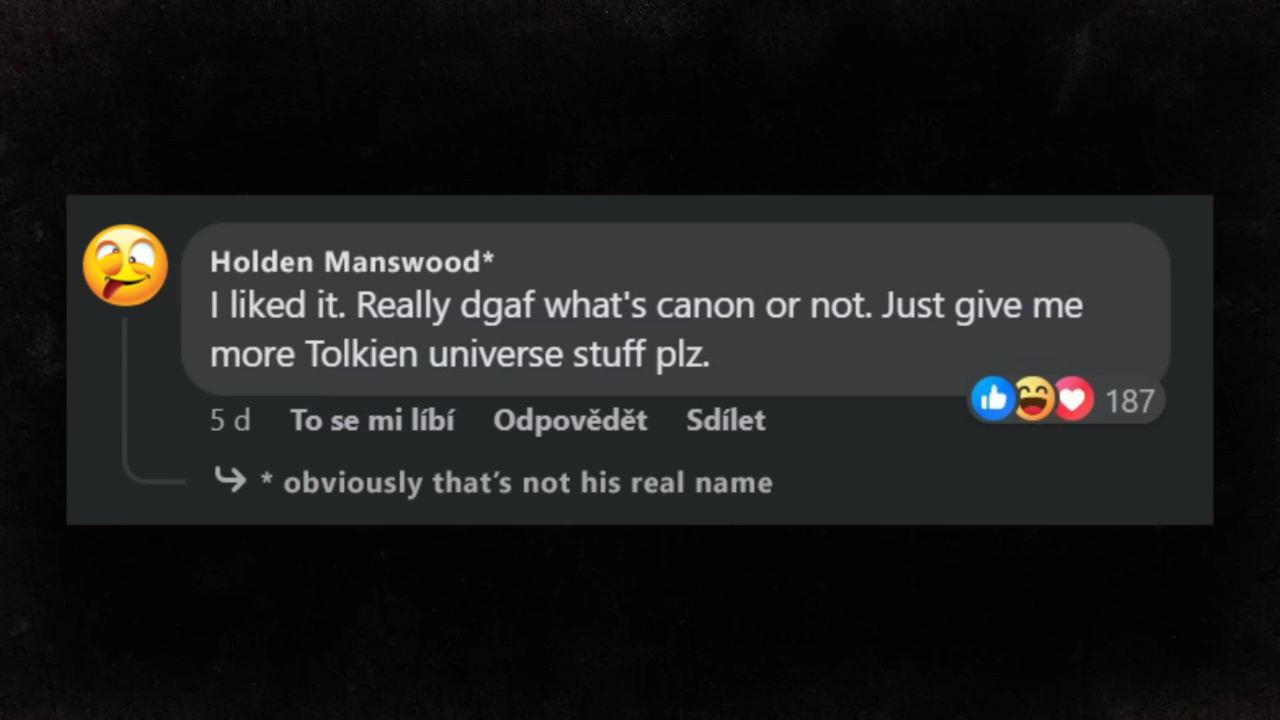 Holden Manswood*
I liked it. Really dgaf what's canon or not. Just give me
more Tolkien universe stuff plz.
187
5 d To se mi líbí Odpovědět Sdílet
* obviously that’s not his real name